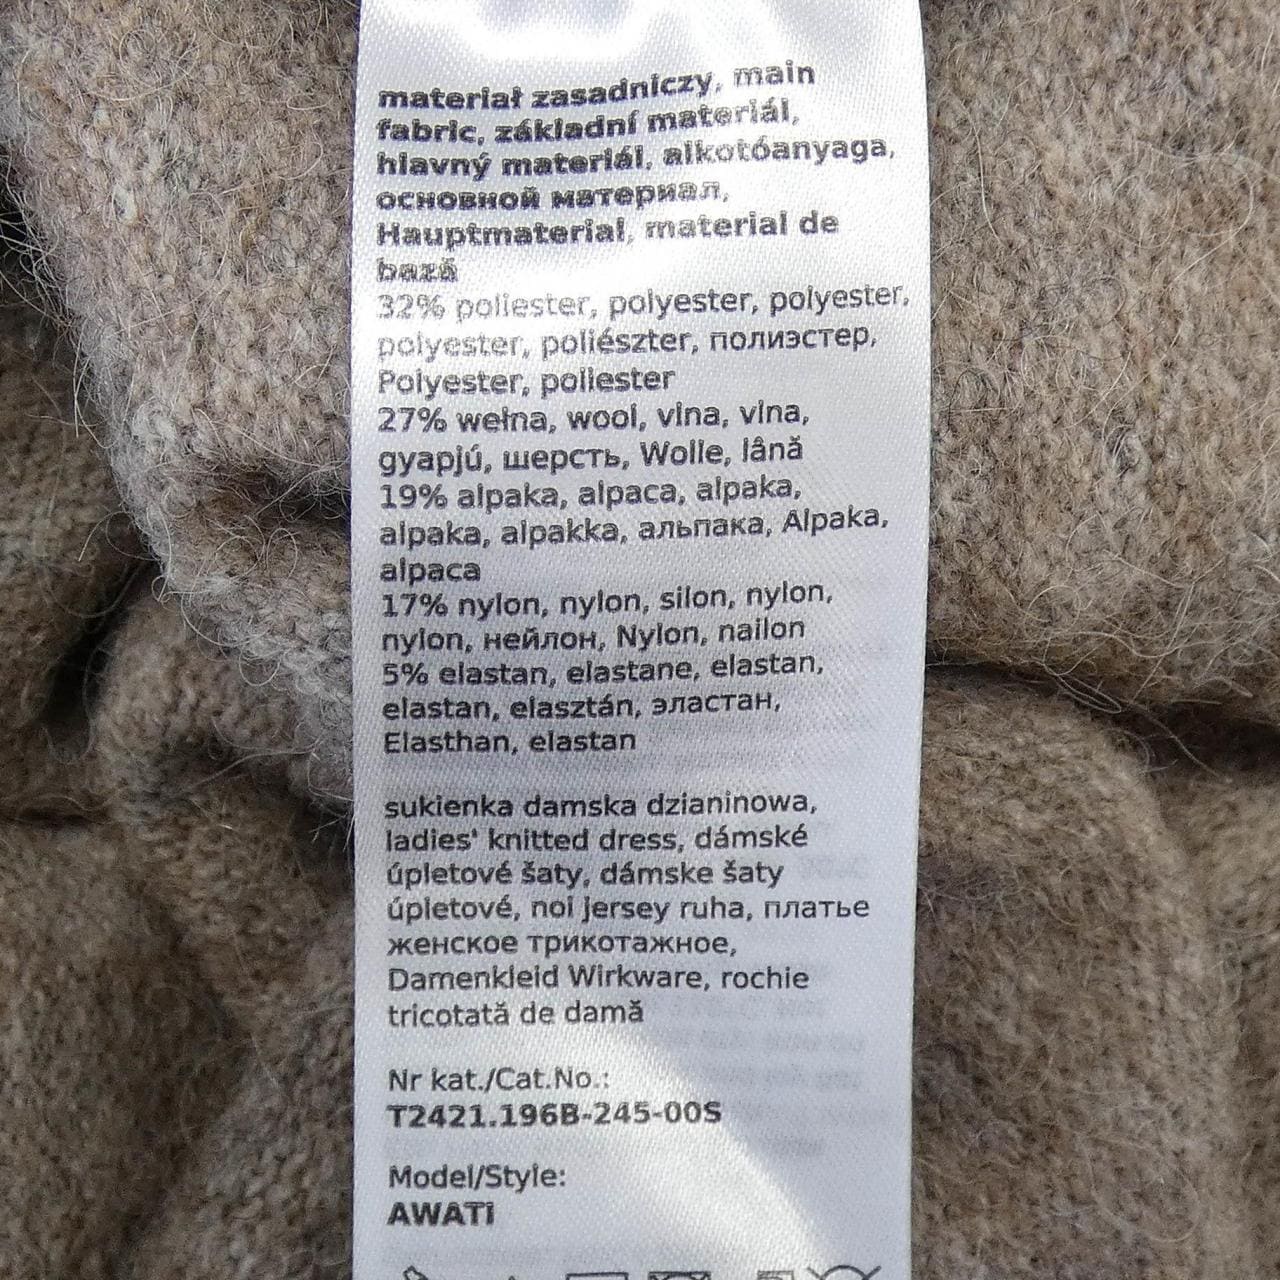 materiał zasadniczy, main
fabric, základní materiál,
hlavný materiál, alkotóanyaga,
основной материал,
Hauptmaterial, material de
bază
32% poliester, polyester, polyester,
polyester, poliészter, полиэстер,
Polyester, poliester
27% wełna, wool, vlna, vlna,
gyapjú, шерсть, Wolle, lână
19% alpaka, alpaca, alpaka,
alpaka, alpakka, альпака, Alpaka,
alpaca
17% nylon, nylon, silon, nylon,
nylon, нейлон, Nylon, nailon
5% elastan, elastane, elastan,
elastan, elasztán, эластан,
Elasthan, elastan
sukienka damska dzianinowa,
ladies' knitted dress, dámské
úpletové šaty, dámske šaty
úpletové, noi jersey ruha, платье
женское трикотажное,
Damenkleid Wirkware, rochie
tricotată de damă
Nr kat./Cat.No.:
T2421.196B-245-00S
Model/Style:
AWATI